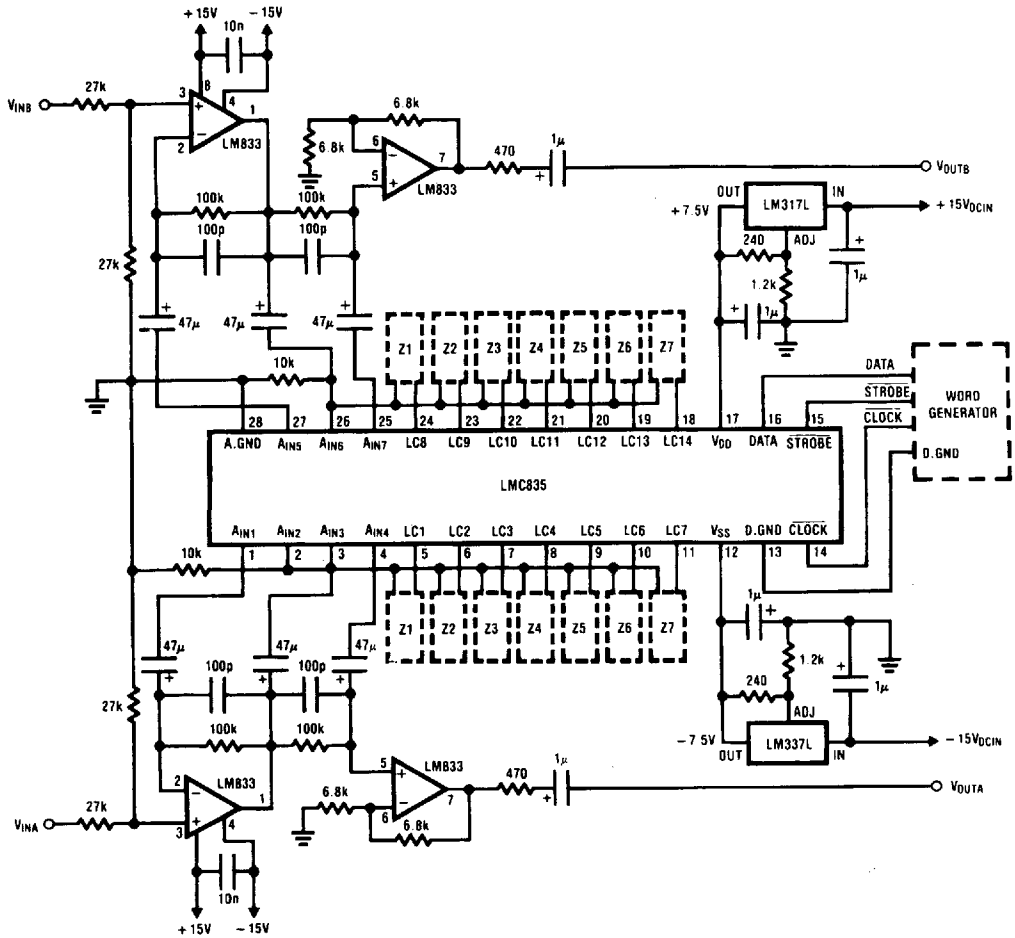 +15V
-15V
10n
8
4
27k
VINB
3
+
1
−
2
LM833
6.8k
6.8k
6
−
7
5
+
LM833
470
1µ
+
VOUTB
100k
100k
100p
100p
27k
+
47µ
+
47µ
+
47µ
10k
OUT
LM317L
IN
+7.5V
+15VDCIN
ADJ
240
1.2k
+
1µ
+
1µ
Z1 Z2 Z3 Z4 Z5 Z6 Z7
DATA
STROBE
CLOCK
D.GND
WORD
GENERATOR
28 27 26 25 24 23 22 21 20 19 18 17 16 15
A.GND AIN5 AIN6 AIN7 LC8 LC9 LC10 LC11 LC12 LC13 LC14 VDD DATA STROBE
LMC835
AIN1 AIN2 AIN3 AIN4 LC1 LC2 LC3 LC4 LC5 LC6 LC7 VSS D.GND CLOCK
1 2 3 4 5 6 7 8 9 10 11 12 13 14
10k
Z1 Z2 Z3 Z4 Z5 Z6 Z7
47µ
+
47µ
+
47µ
+
100p
100p
100k
100k
27k
1µ
+
1.2k
+
1µ
240
ADJ
-7.5V
OUT
LM337L
IN
-15VDCIN
27k
VINA
2
−
3
+
4
1
LM833
6.8k
5
+
−
6
7
LM833
6.8k
470
1µ
+
VOUTA
10n
+15V
-15V